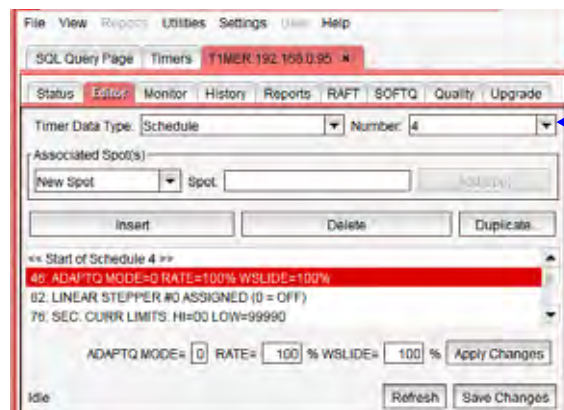 File View Reports Utilities Settings User Help
SQL Query Page Timers TIMER:192.168.0.95 ×
Status Editor Monitor History Reports RAFT SOFTQ Quality Upgrade
Timer Data Type: Schedule Number: 4
Associated Spot(s)
New Spot Spot: Add Spot
Insert Delete Duplicate...
<< Start of Schedule 4 >>
46: ADAPTQ MODE=0 RATE=100% WSLIDE=100%
82: LINEAR STEPPER #0 ASSIGNED (0 = OFF)
76: SEC. CURR LIMITS: HI=00 LOW=99990
ADAPTQ MODE= 0 RATE= 100 % WSLIDE= 100 % Apply Changes
Idle Refresh Save Changes